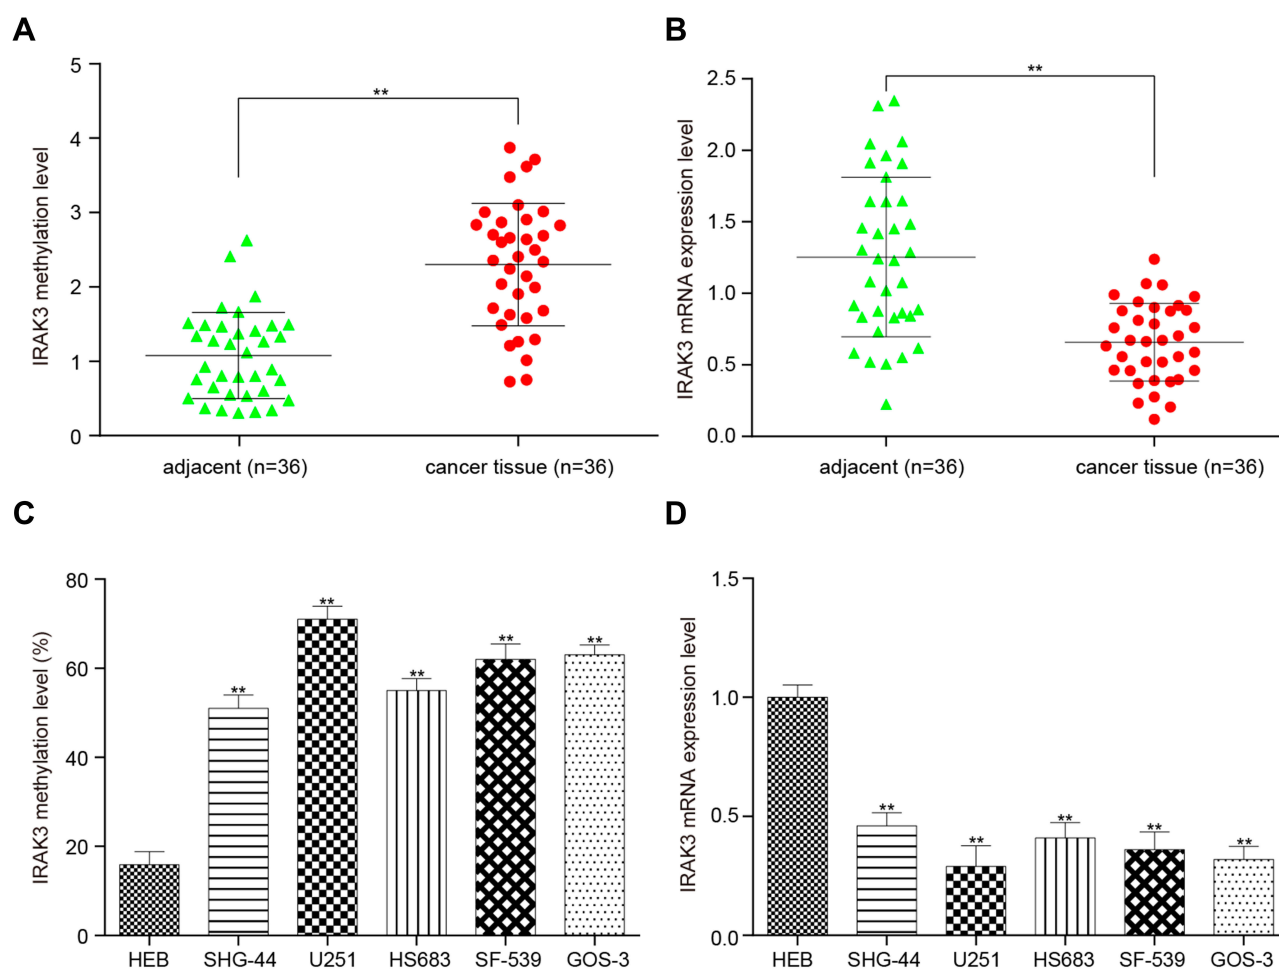 A
IRAK3 methylation level
5
4
3
2
1
0
**
adjacent (n=36)
cancer tissue (n=36)
B
IRAK3 mRNA expression level
2.5
2.0
1.5
1.0
0.5
0.0
**
adjacent (n=36)
cancer tissue (n=36)
C
IRAK3 methylation level (%)
80
60
40
20
0
** ** ** ** **
HEB SHG-44 U251 HS683 SF-539 GOS-3
D
IRAK3 mRNA expression level
1.5
1.0
0.5
0.0
** ** ** ** **
HEB SHG-44 U251 HS683 SF-539 GOS-3